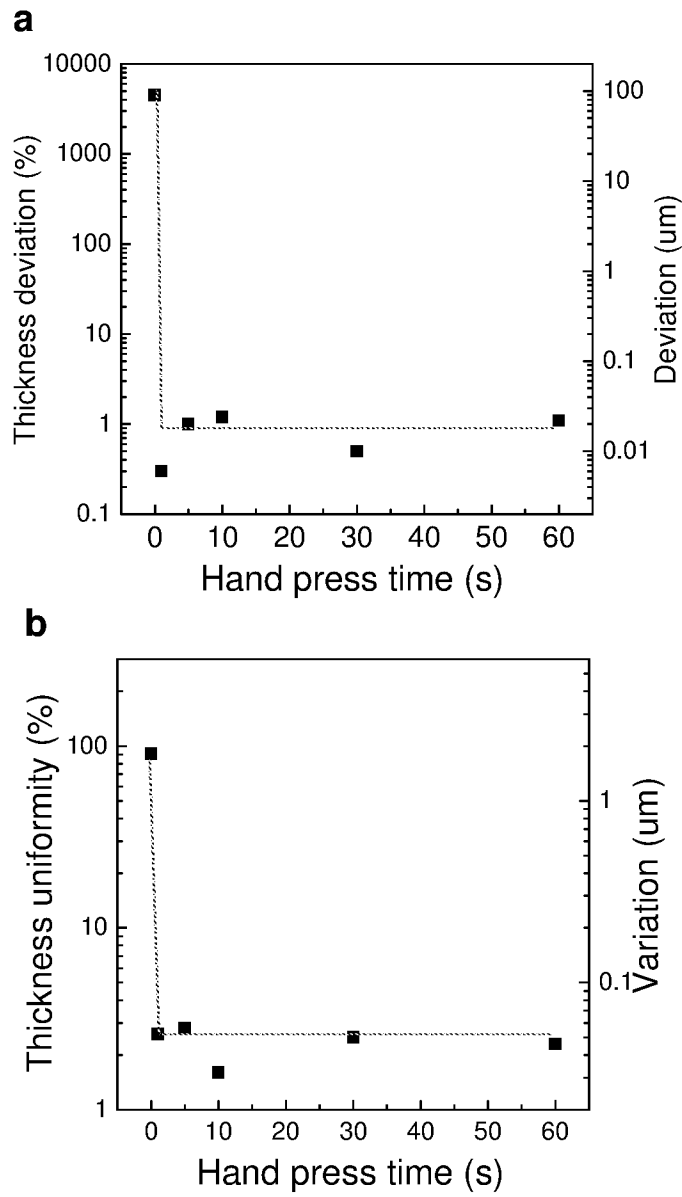 a
10000
1000
100
10
1
0.1
Thickness deviation (%)
100
10
1
0.1
0.01
Deviation (um)
0 10 20 30 40 50 60
Hand press time (s)
b
100
10
1
Thickness uniformity (%)
1
0.1
Variation (um)
0 10 20 30 40 50 60
Hand press time (s)